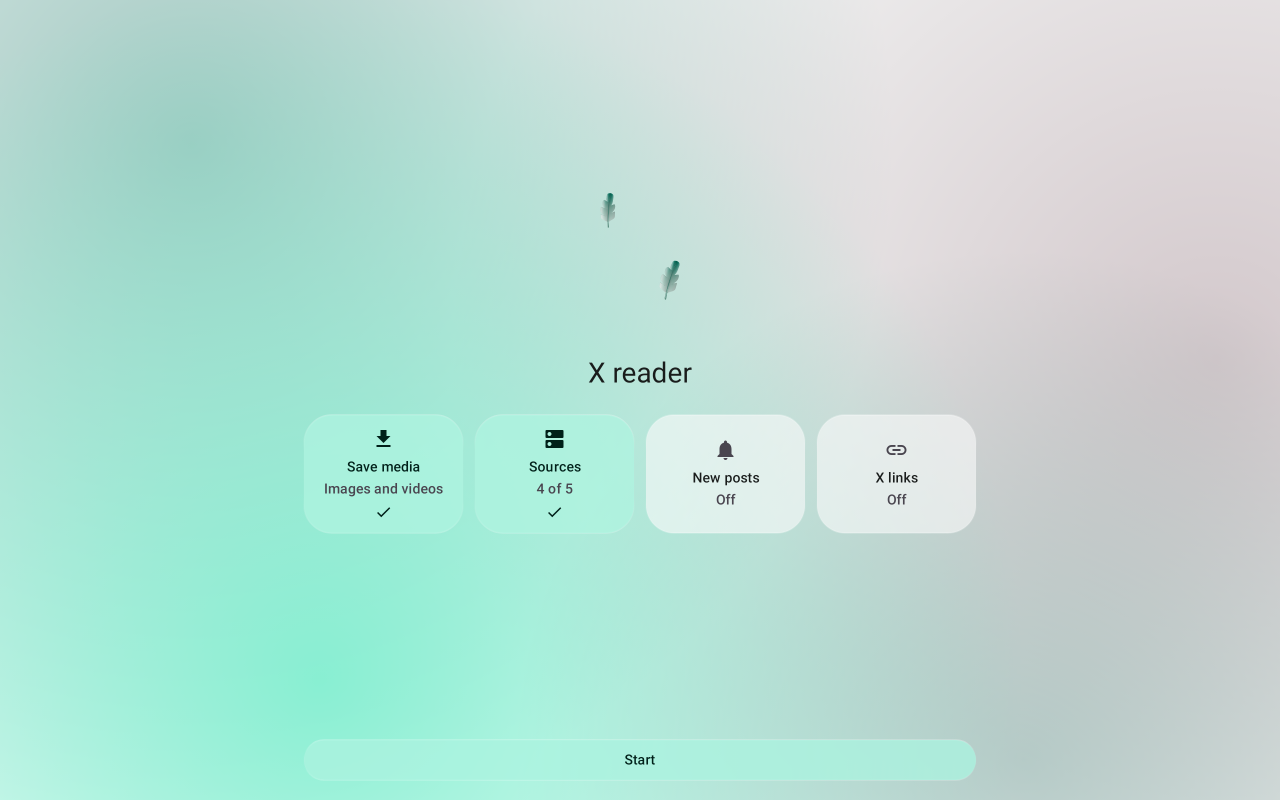 X reader
Save media
Images and videos
Sources
4 of 5
New posts
Off
X links
Off
Start